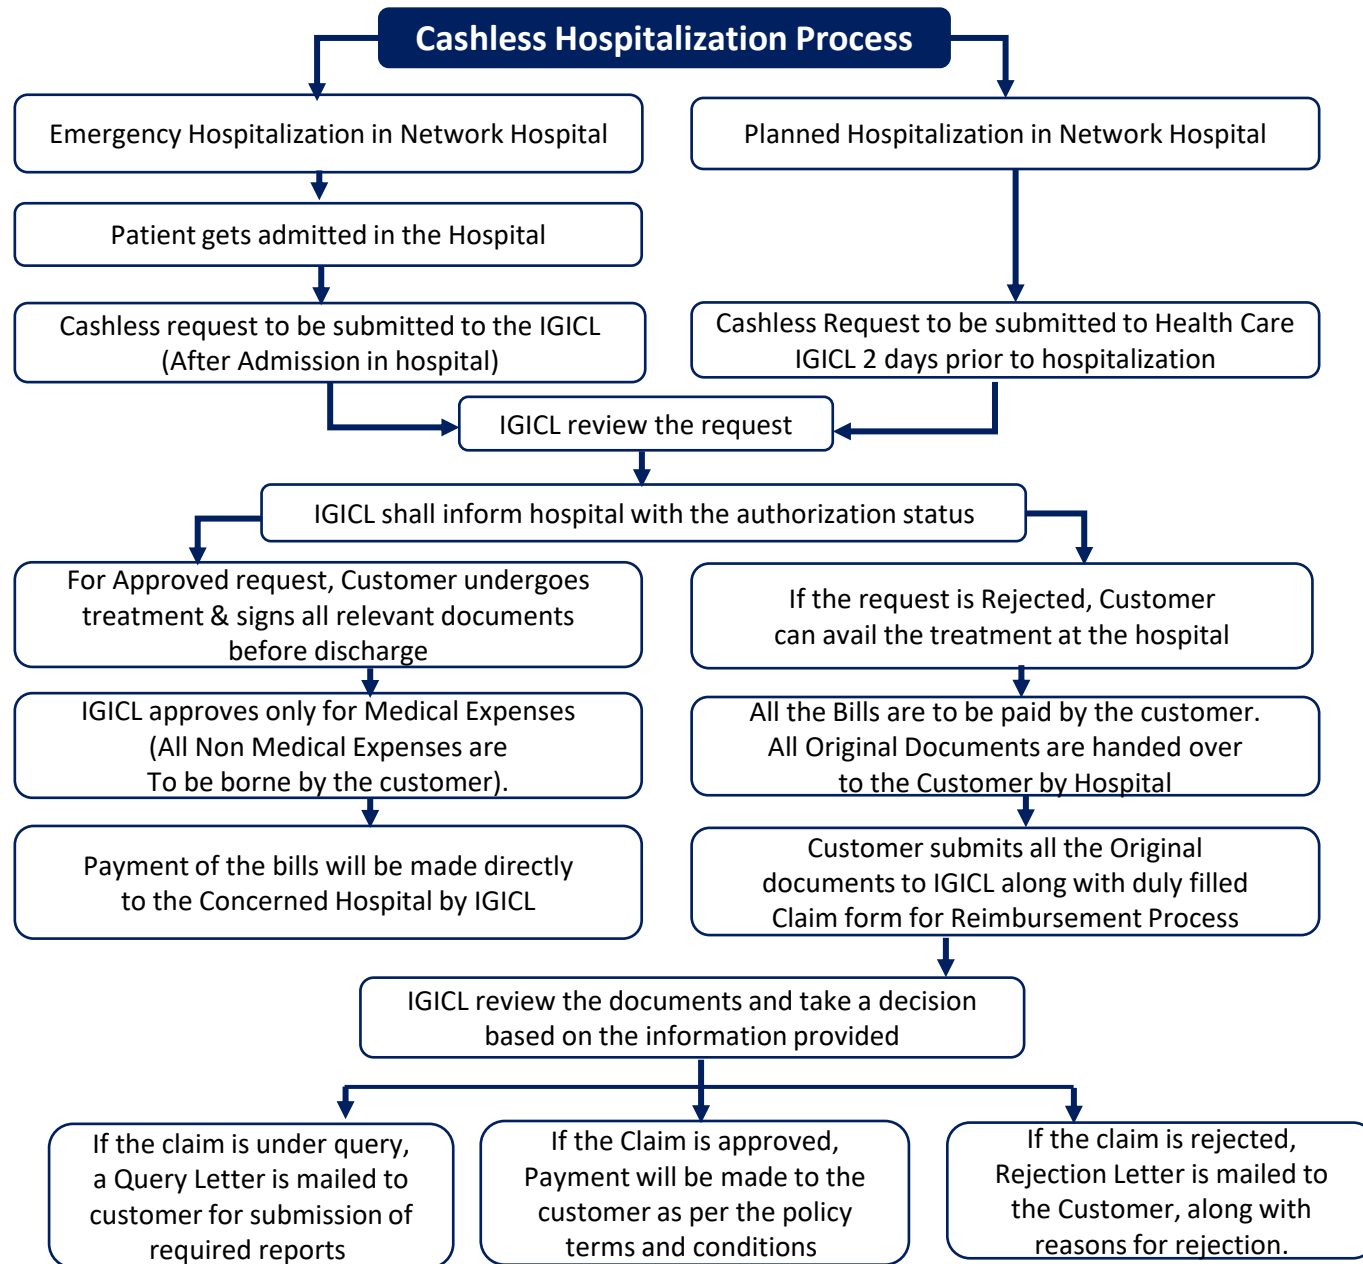 Cashless Hospitalization Process
Emergency Hospitalization in Network Hospital
Planned Hospitalization in Network Hospital
Patient gets admitted in the Hospital
Cashless request to be submitted to the IGICL
(After Admission in hospital)
Cashless Request to be submitted to Health Care
IGICL 2 days prior to hospitalization
IGICL review the request
IGICL shall inform hospital with the authorization status
For Approved request, Customer undergoes
treatment & signs all relevant documents
before discharge
If the request is Rejected, Customer
can avail the treatment at the hospital
IGICL approves only for Medical Expenses
(All Non Medical Expenses are
To be borne by the customer).
All the Bills are to be paid by the customer.
All Original Documents are handed over
to the Customer by Hospital
Payment of the bills will be made directly
to the Concerned Hospital by IGICL
Customer submits all the Original
documents to IGICL along with duly filled
Claim form for Reimbursement Process
IGICL review the documents and take a decision
based on the information provided
If the claim is under query,
a Query Letter is mailed to
customer for submission of
required reports
If the Claim is approved,
Payment will be made to the
customer as per the policy
terms and conditions
If the claim is rejected,
Rejection Letter is mailed to
the Customer, along with
reasons for rejection.